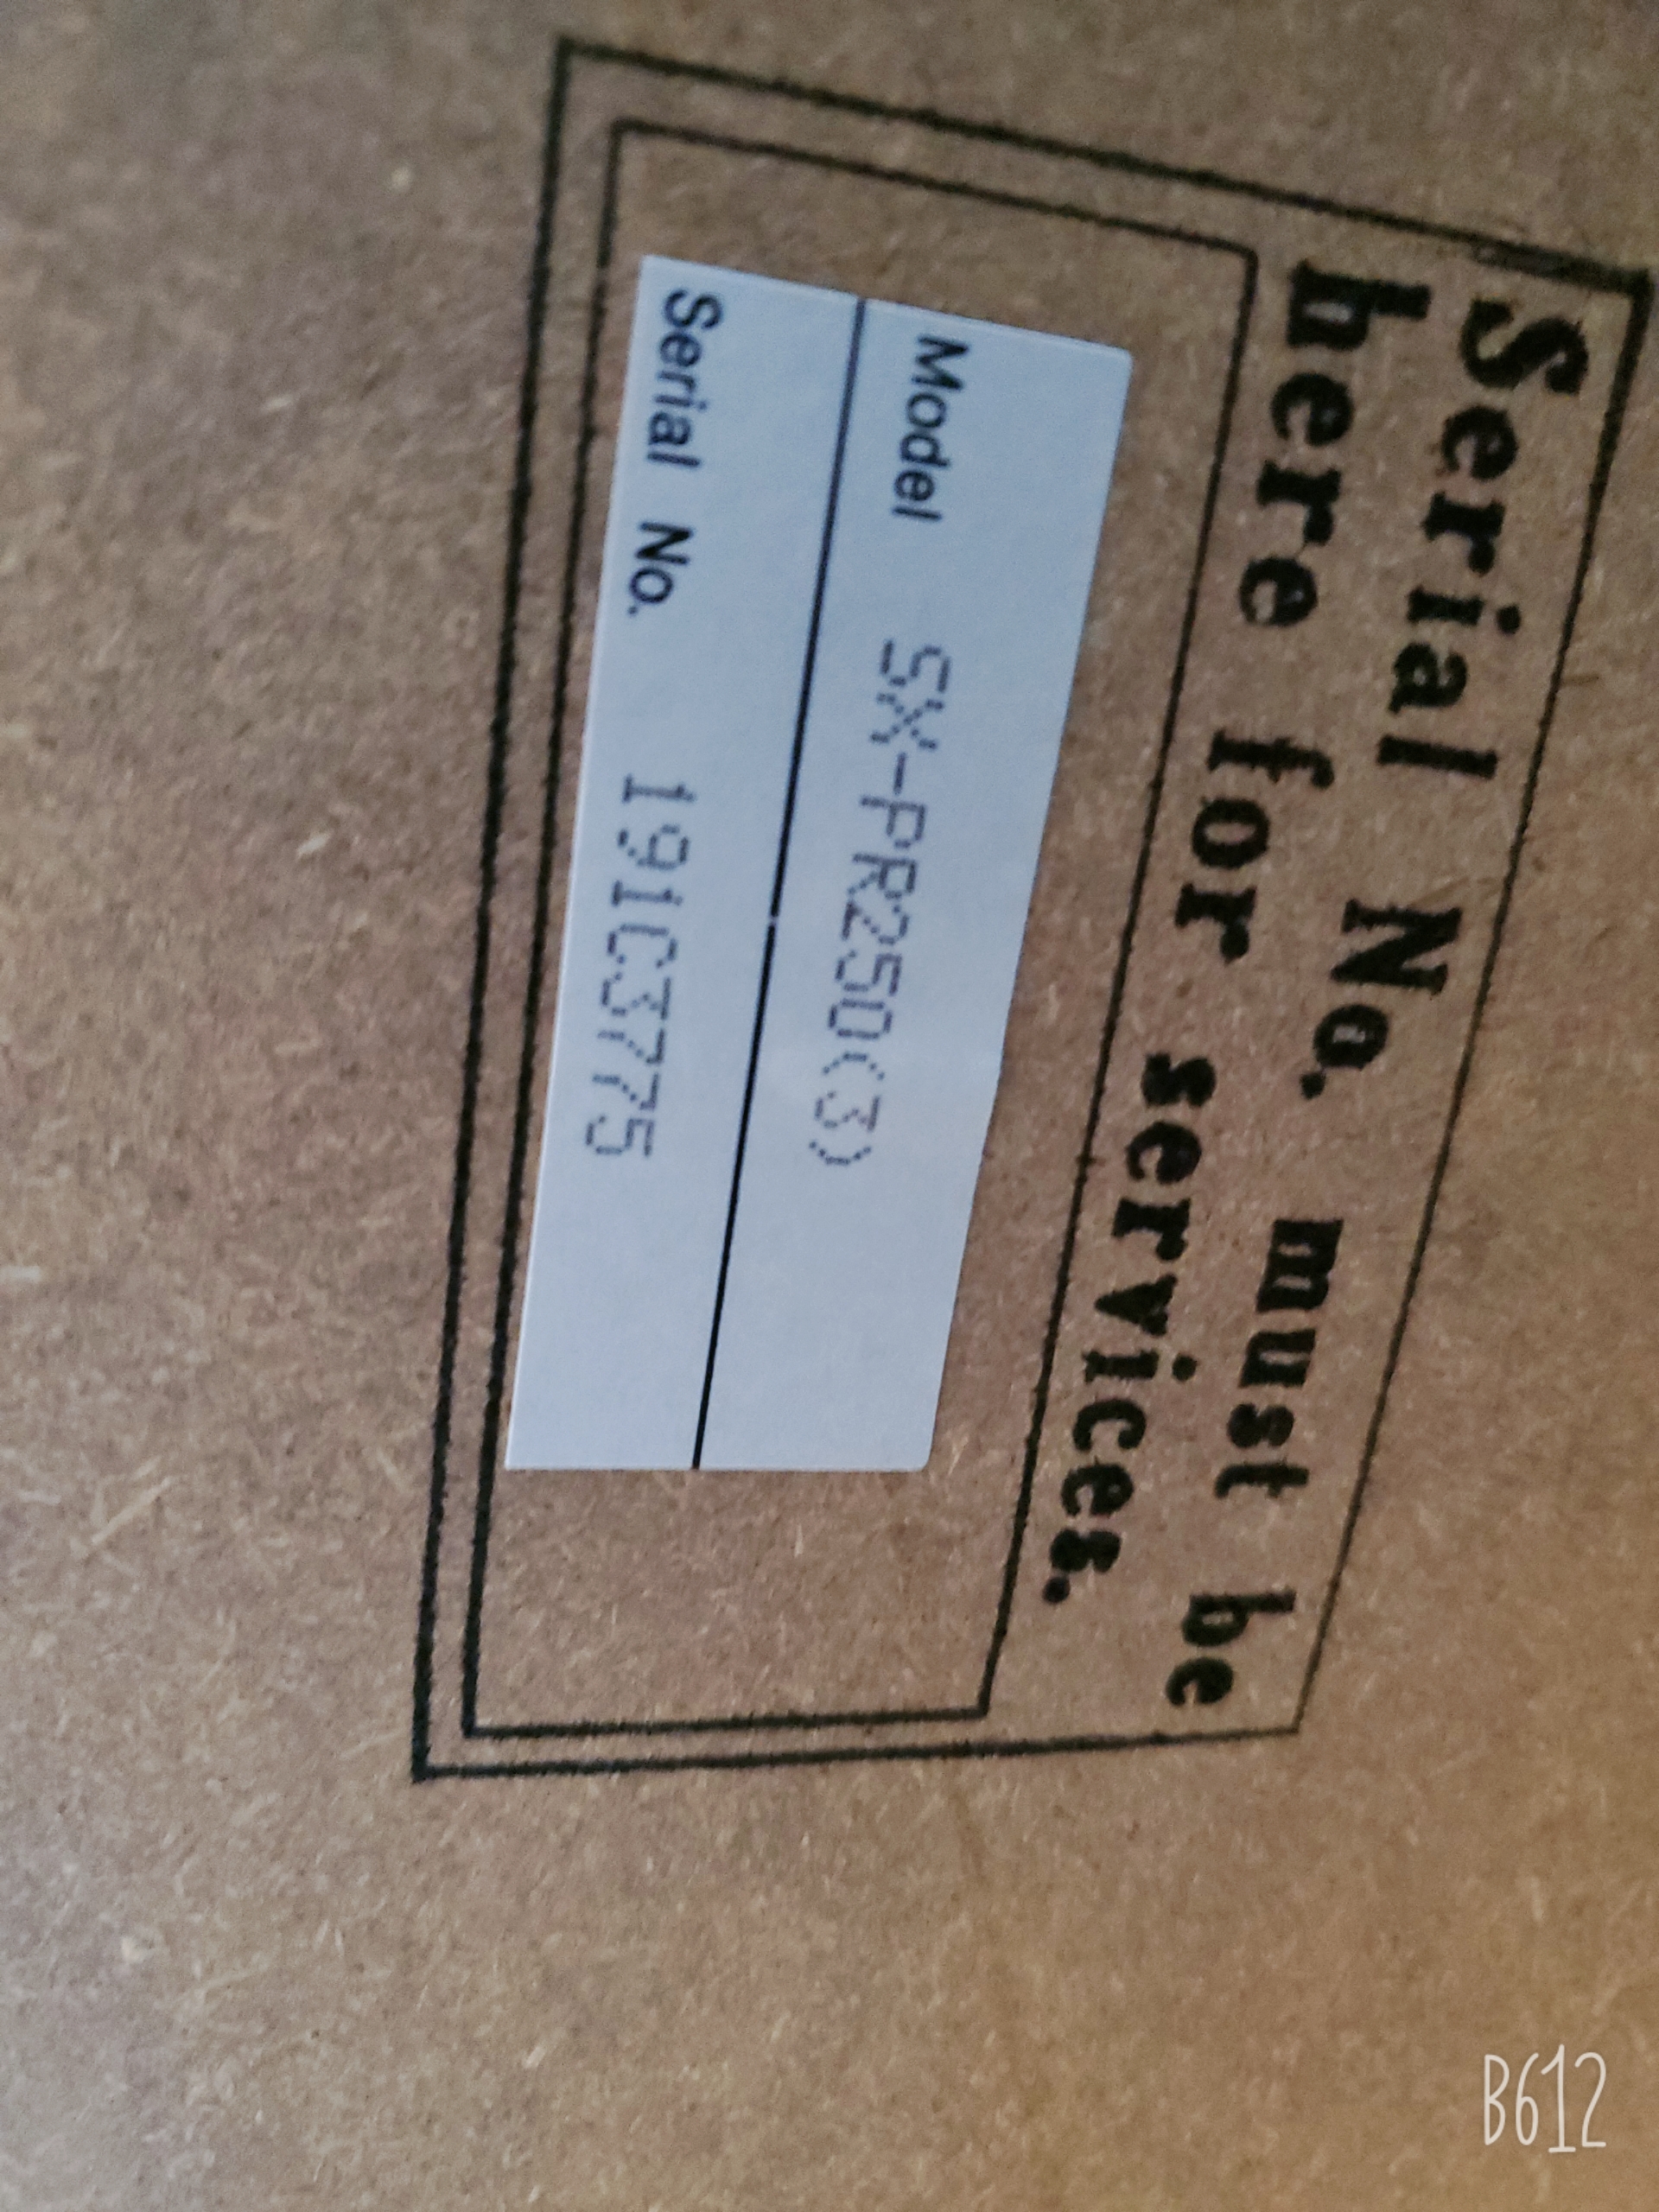 Serial No. must be
here for services.
Model SX-PR250(3)
Serial No. 191C3775
B612